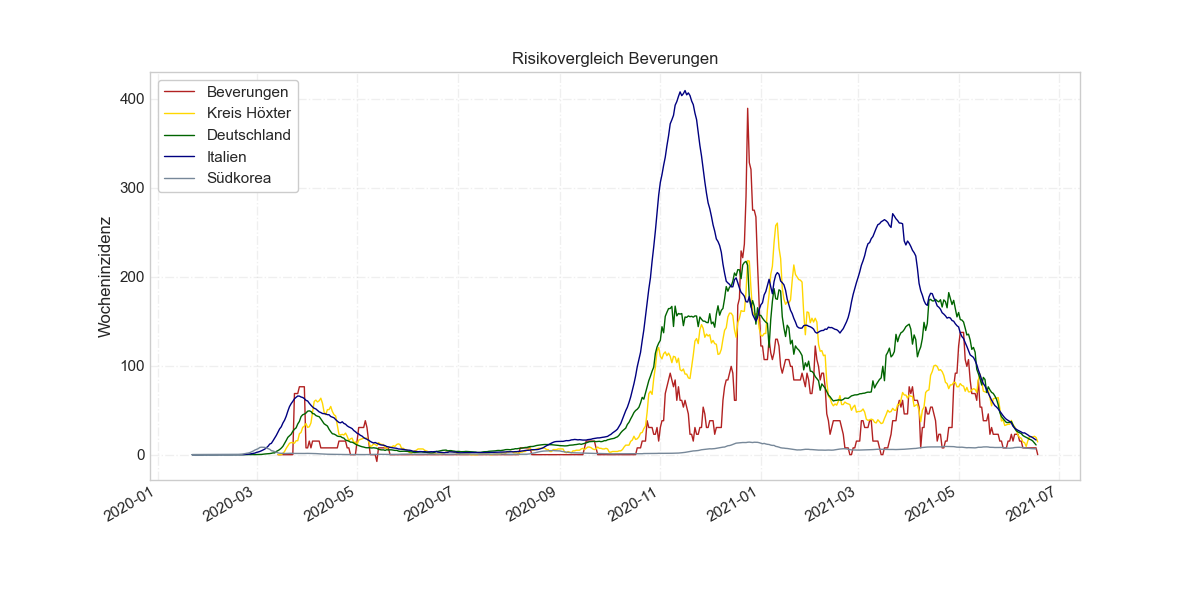 Risikovergleich Beverungen
Beverungen
Kreis Höxter
Deutschland
Italien
Südkorea
Wocheninzidenz
400
300
200
100
0
2020-01
2020-03
2020-05
2020-07
2020-09
2020-11
2021-01
2021-03
2021-05
2021-07